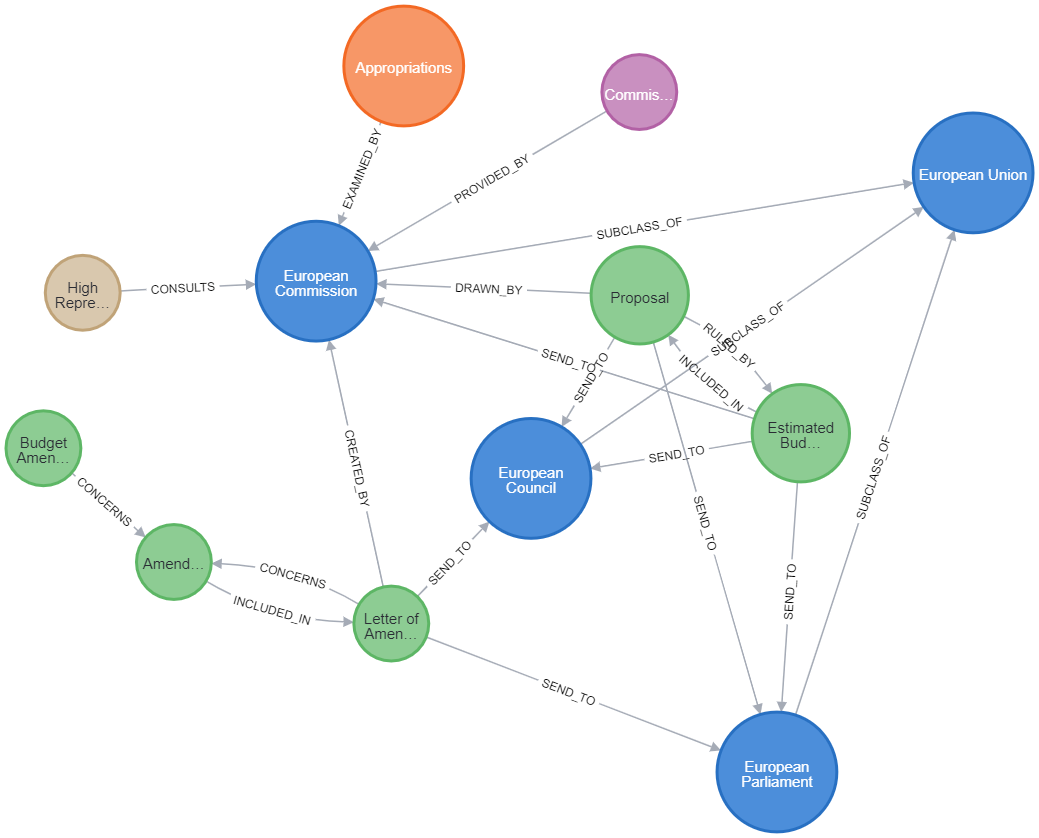 Appropriations
Commis…
European Union
EXAMINED_BY
PROVIDED_BY
SUBCLASS_OF
European
Commission
High
Repre…
CONSULTS
DRAWN_BY
Proposal
RULED_BY
SUBCLASS_OF
SEND_TO
SEND_TO
INCLUDED_IN
Estimated
Bud…
Budget
Amen…
CREATED_BY
SEND_TO
European
Council
SUBCLASS_OF
CONCERNS
SEND_TO
Amend…
CONCERNS
SEND_TO
SEND_TO
INCLUDED_IN
Letter of
Amen…
SEND_TO
European
Parliament